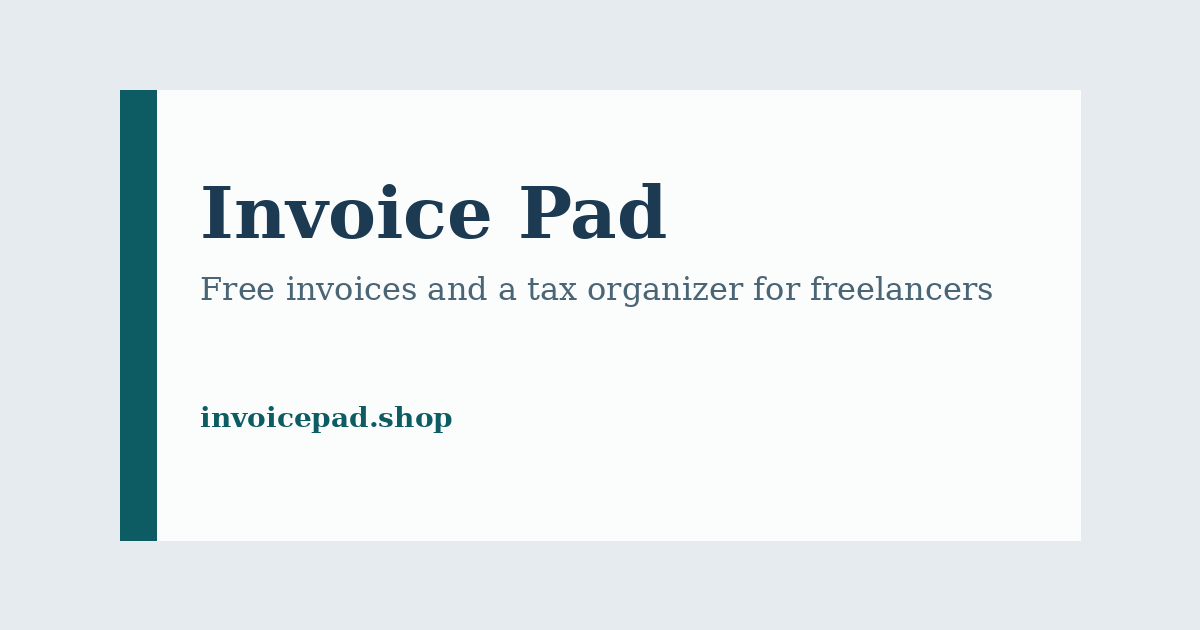 Invoice Pad
Free invoices and a tax organizer for freelancers
invoicepad.shop